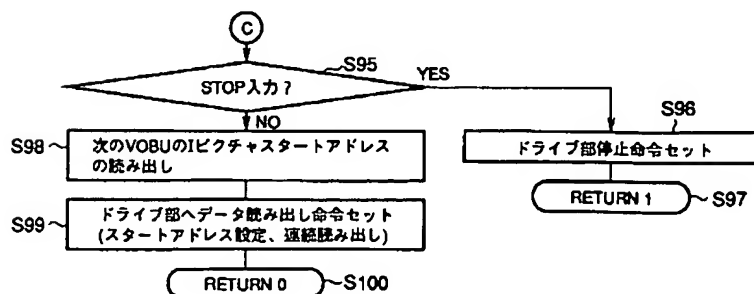 C
STOP入力？
S95
YES
NO
S96
S98
次のVOBUのIピクチャスタートアドレス
の読み出し
ドライブ部停止命令セット
RETURN 1
S97
S99
ドライブ部へデータ読み出し命令セット
(スタートアドレス設定、連続読み出し)
RETURN 0
S100